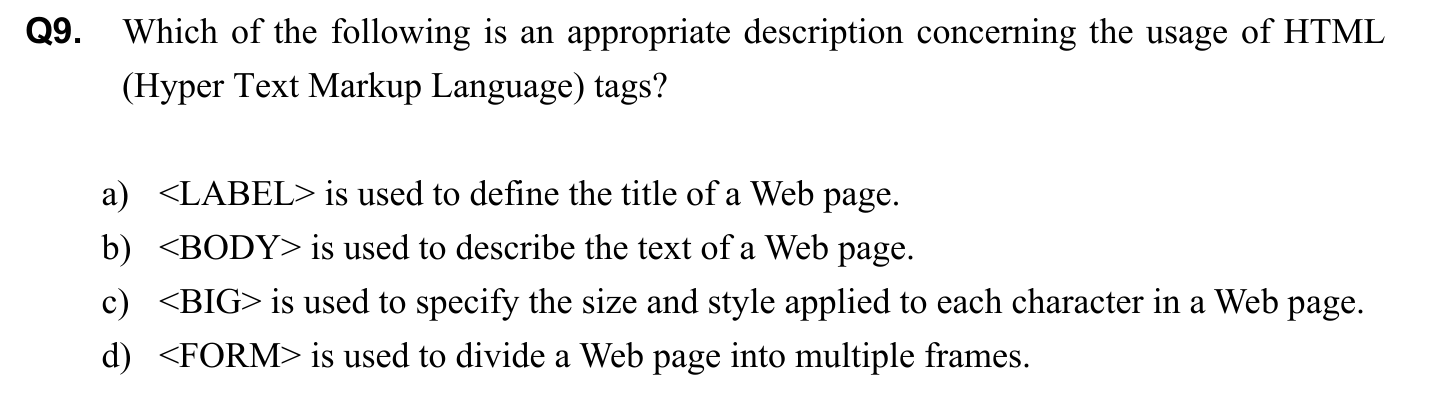 Q9. Which of the following is an appropriate description concerning the usage of HTML
(Hyper Text Markup Language) tags?
a) <LABEL> is used to define the title of a Web page.
b) <BODY> is used to describe the text of a Web page.
c) <BIG> is used to specify the size and style applied to each character in a Web page.
d) <FORM> is used to divide a Web page into multiple frames.